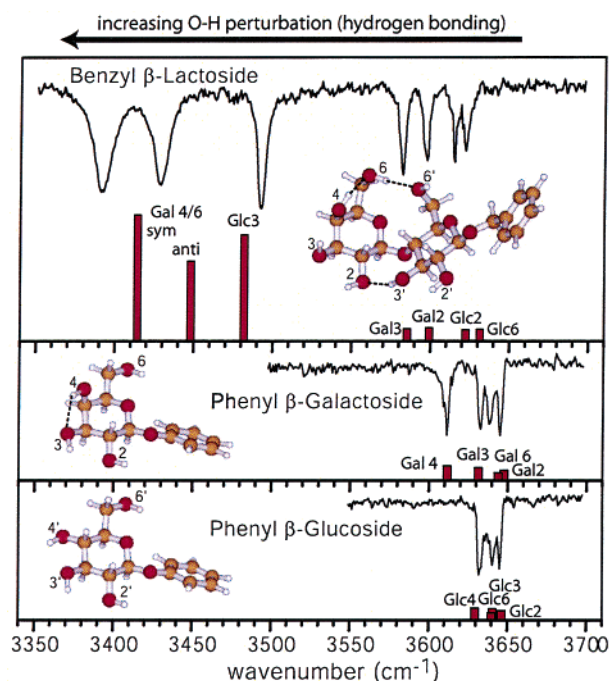 increasing O-H perturbation (hydrogen bonding)
Benzyl β-Lactoside
Gal 4/6
sym
anti
Glc3
4
6
6'
3
2
3'
2'
Gal3
Gal2
Glc2
Glc6
Phenyl β-Galactoside
6
4
3
2
Gal 4
Gal3
Gal 6
Gal2
Phenyl β-Glucoside
6'
4'
3'
2'
Glc3
Glc4
Glc6
Glc2
3350 3400 3450 3500 3550 3600 3650 3700
wavenumber (cm-1)